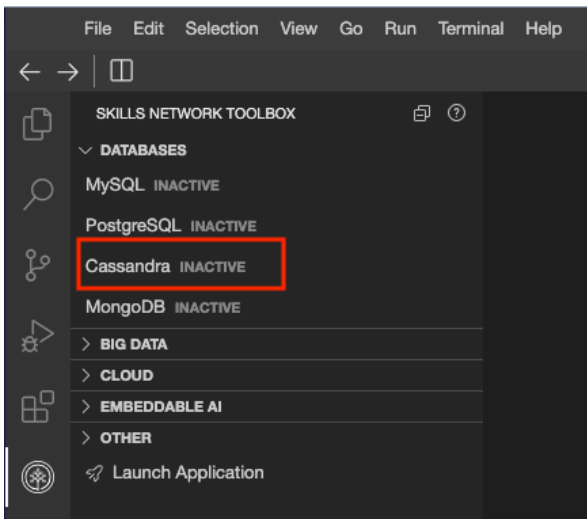 File Edit Selection View Go Run Terminal Help
SKILLS NETWORK TOOLBOX
DATABASES
MySQL INACTIVE
PostgreSQL INACTIVE
Cassandra INACTIVE
MongoDB INACTIVE
BIG DATA
CLOUD
EMBEDDABLE AI
OTHER
Launch Application